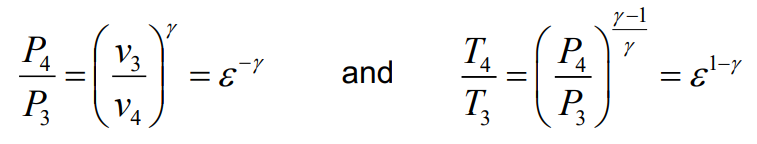 P₄/P₃ = (v₃/v₄)^γ = ε^−γ and T₄/T₃ = (P₄/P₃)^((γ−1)/γ) = ε^1−γ